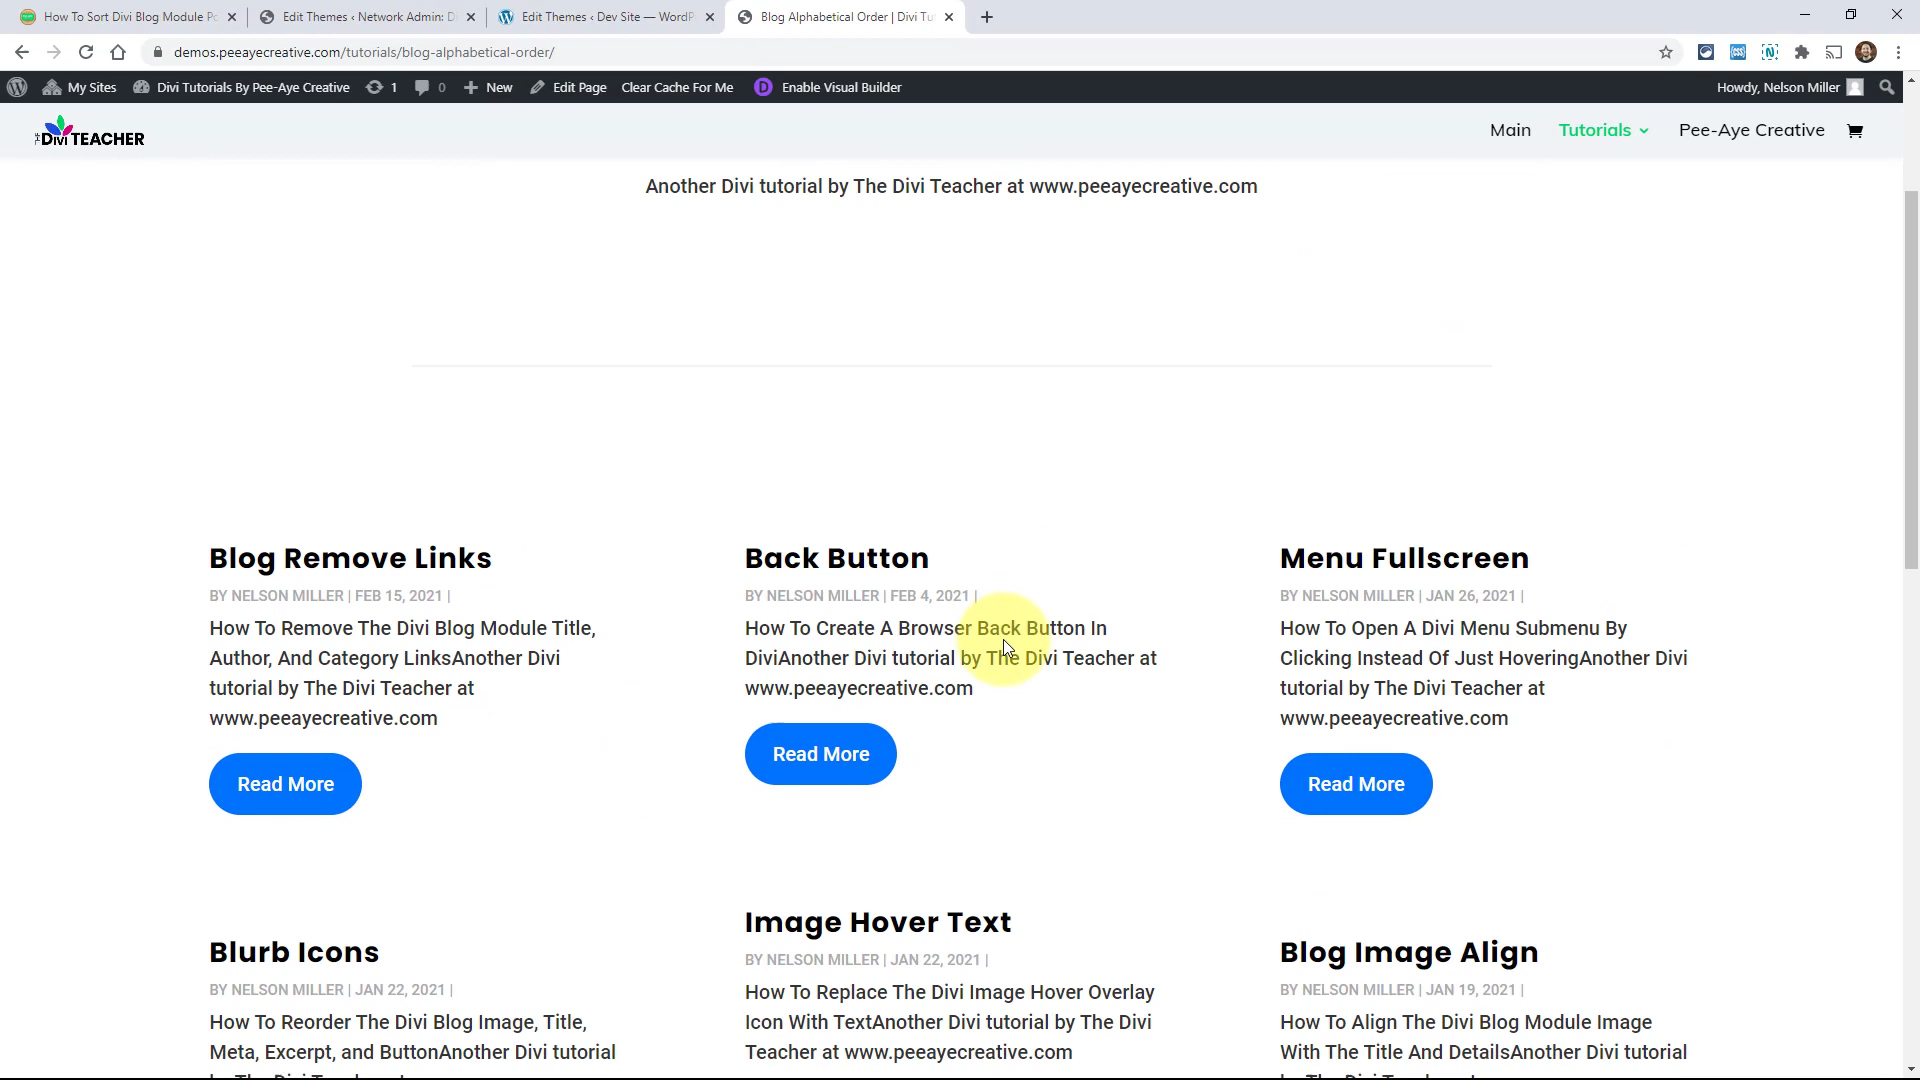 How To Sort Divi Blog Module Po
Edit Themes ‹ Network Admin: D
Edit Themes ‹ Dev Site — WordP
Blog Alphabetical Order | Divi Tu
demos.peeayecreative.com/tutorials/blog-alphabetical-order/
My Sites
Divi Tutorials By Pee-Aye Creative
1
0
New
Edit Page
Clear Cache For Me
D
Enable Visual Builder
Howdy, Nelson Miller
THE DIVI TEACHER
Main
Tutorials
Pee-Aye Creative
Another Divi tutorial by The Divi Teacher at www.peeayecreative.com
Blog Remove Links
BY NELSON MILLER | FEB 15, 2021 |
How To Remove The Divi Blog Module Title,
Author, And Category LinksAnother Divi
tutorial by The Divi Teacher at
www.peeayecreative.com
Read More
Back Button
BY NELSON MILLER | FEB 4, 2021 |
How To Create A Browser Back Button In
DiviAnother Divi tutorial by The Divi Teacher at
www.peeayecreative.com
Read More
Menu Fullscreen
BY NELSON MILLER | JAN 26, 2021 |
How To Open A Divi Menu Submenu By
Clicking Instead Of Just HoveringAnother Divi
tutorial by The Divi Teacher at
www.peeayecreative.com
Read More
Blurb Icons
BY NELSON MILLER | JAN 22, 2021 |
How To Reorder The Divi Blog Image, Title,
Meta, Excerpt, and ButtonAnother Divi tutorial
Image Hover Text
BY NELSON MILLER | JAN 22, 2021 |
How To Replace The Divi Image Hover Overlay
Icon With TextAnother Divi tutorial by The Divi
Teacher at www.peeayecreative.com
Blog Image Align
BY NELSON MILLER | JAN 19, 2021 |
How To Align The Divi Blog Module Image
With The Title And DetailsAnother Divi tutorial